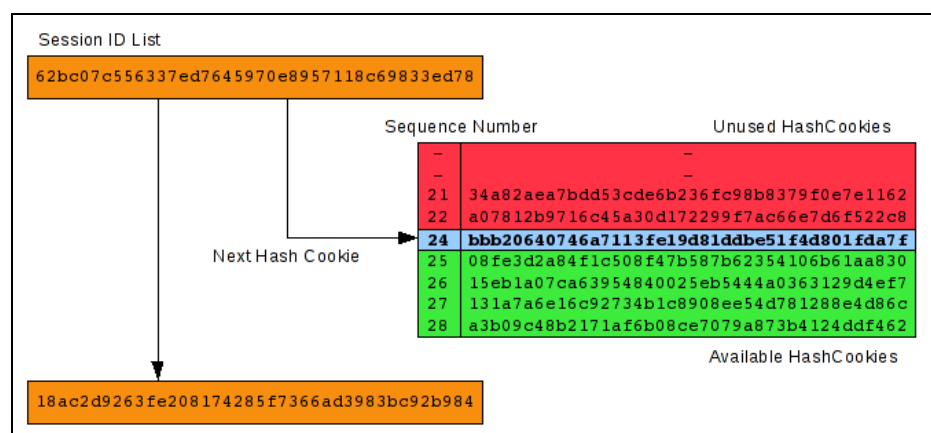 Session ID List
62bc07c556337ed7645970e8957118c69833ed78
Sequence Number Unused HashCookies
– –
– –
21 34a82aea7bdd53cde6b236fc98b8379f0e7e1162
22 a07812b9716c45a30d172299f7ac66e7d6f522c8
24 bbb20640746a7113fe19d81ddbe51f4d801fda7f
Next Hash Cookie
25 08fe3d2a84f1c508f47b587b62354106b61aa830
26 15eb1a07ca63954840025eb5444a0363129d4ef7
27 131a7a6e16c92734b1c8908ee54d781288e4d86c
28 a3b09c48b2171af6b08ce7079a873b4124ddf462
Available HashCookies
18ac2d9263fe208174285f7366ad3983bc92b984